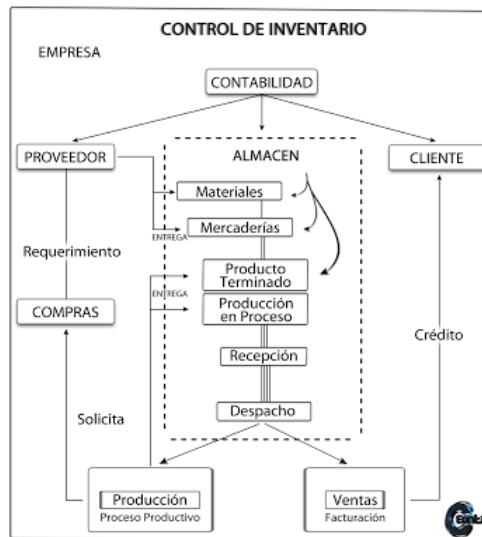 CONTROL DE INVENTARIO
EMPRESA
CONTABILIDAD
PROVEEDOR
ALMACEN
CLIENTE
Materiales
Mercaderías
ENTREGA
Requerimiento
Producto
Terminado
ENTREGA
Producción
en Proceso
COMPRAS
Crédito
Recepción
Despacho
Solicita
Producción
Proceso Productivo
Ventas
Facturación